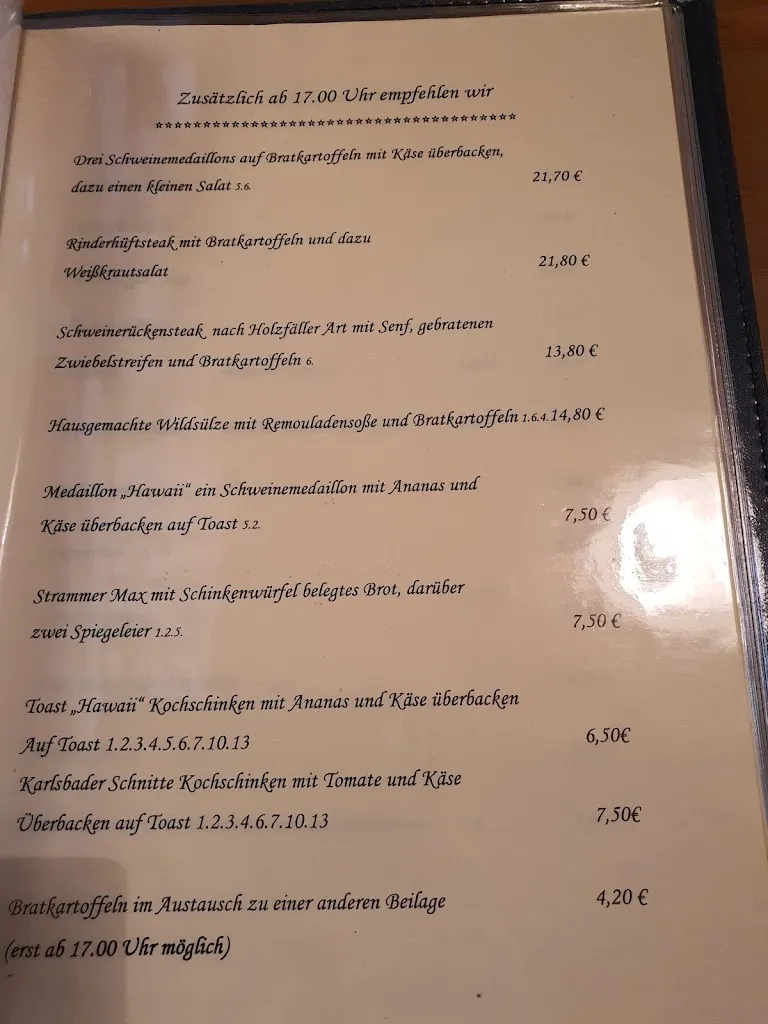 Zusätzlich ab 17.00 Uhr empfehlen wir
**************************************
Drei Schweinemedaillons auf Bratkartoffeln mit Käse überbacken,
dazu einen kleinen Salat 5.6. 21,70 €
Rinderhüftsteak mit Bratkartoffeln und dazu
Weißkrautsalat 21,80 €
Schweinerückensteak nach Holzfäller Art mit Senf, gebratenen
Zwiebelstreifen und Bratkartoffeln 6. 13,80 €
Hausgemachte Wildsülze mit Remouladensoße und Bratkartoffeln 1.6.4. 14,80 €
Medaillon „Hawaii“ ein Schweinemedaillon mit Ananas und
Käse überbacken auf Toast 5.2. 7,50 €
Strammer Max mit Schinkenwürfel belegtes Brot, darüber
zwei Spiegeleier 1.2.5. 7,50 €
Toast „Hawaii“ Kochschinken mit Ananas und Käse überbacken
Auf Toast 1.2.3.4.5.6.7.10.13 6,50€
Karlsbader Schnitte Kochschinken mit Tomate und Käse
Überbacken auf Toast 1.2.3.4.6.7.10.13 7,50€
Bratkartoffeln im Austausch zu einer anderen Beilage 4,20 €
(erst ab 17.00 Uhr möglich)